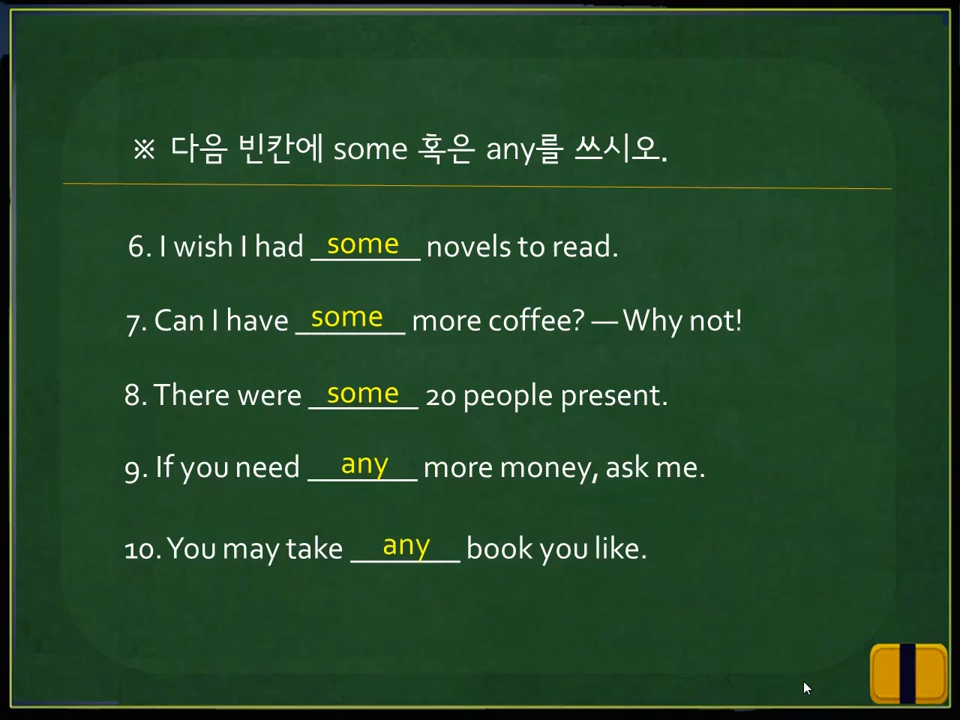 ※ 다음 빈칸에 some 혹은 any를 쓰시오.
6. I wish I had some novels to read.
7. Can I have some more coffee? — Why not!
8. There were some 20 people present.
9. If you need any more money, ask me.
10. You may take any book you like.